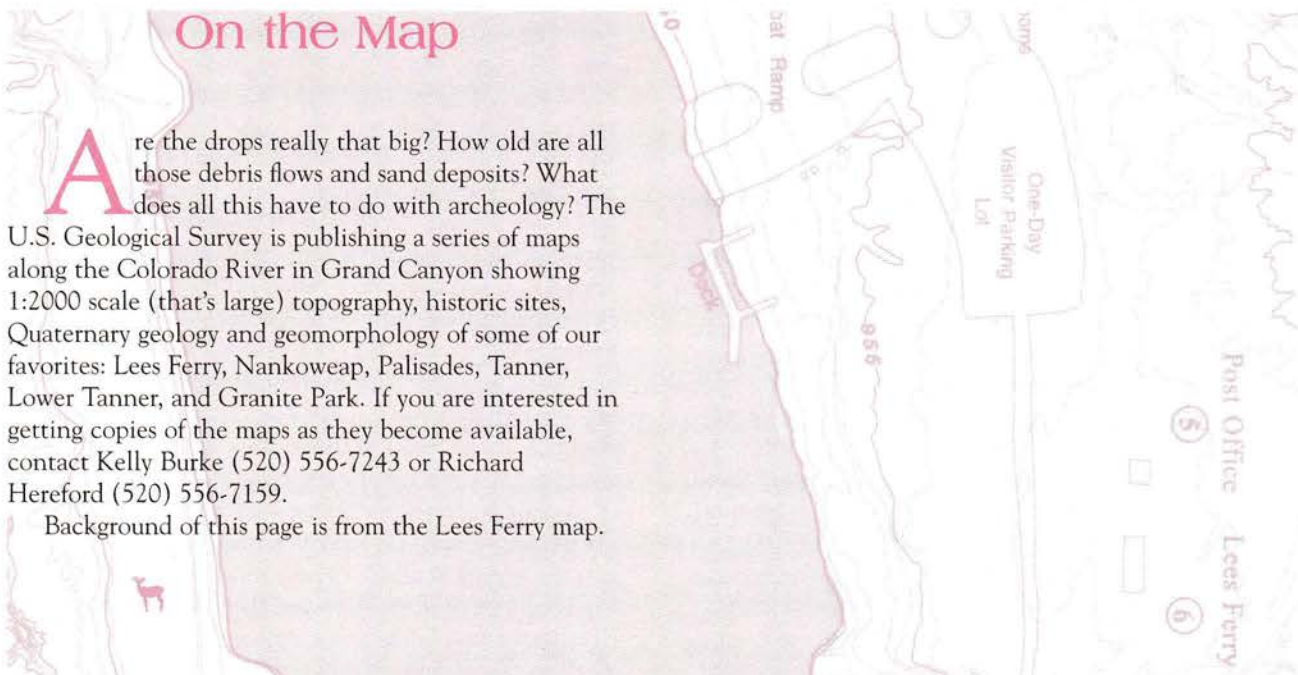 On the Map
Are the drops really that big? How old are all
those debris flows and sand deposits? What
does all this have to do with archeology? The
U.S. Geological Survey is publishing a series of maps
along the Colorado River in Grand Canyon showing
1:2000 scale (that's large) topography, historic sites,
Quaternary geology and geomorphology of some of our
favorites: Lees Ferry, Nankoweap, Palisades, Tanner,
Lower Tanner, and Granite Park. If you are interested in
getting copies of the maps as they become available,
contact Kelly Burke (520) 556-7243 or Richard
Hereford (520) 556-7159.
Background of this page is from the Lees Ferry map.
Ramp
Dock
One-Day
Visitor Parking
Lot
956
Post Office
5
Lees Ferry
6